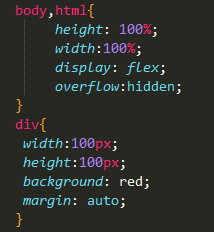 body,html{
height: 100%;
width:100%;
display: flex;
overflow:hidden;
}
div{
width:100px;
height:100px;
background: red;
margin: auto;
}